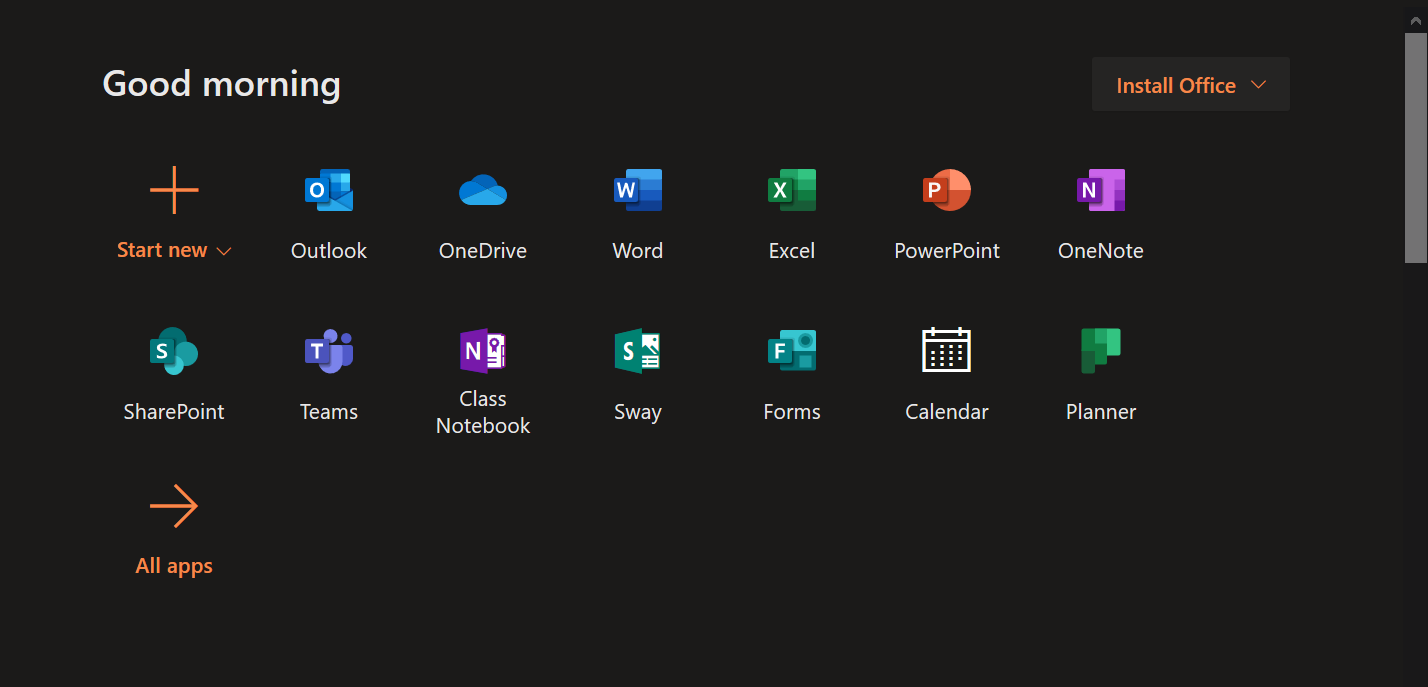 Good morning
Install Office
Start new
Outlook
OneDrive
Word
Excel
PowerPoint
OneNote
SharePoint
Teams
Class
Notebook
Sway
Forms
Calendar
Planner
All apps